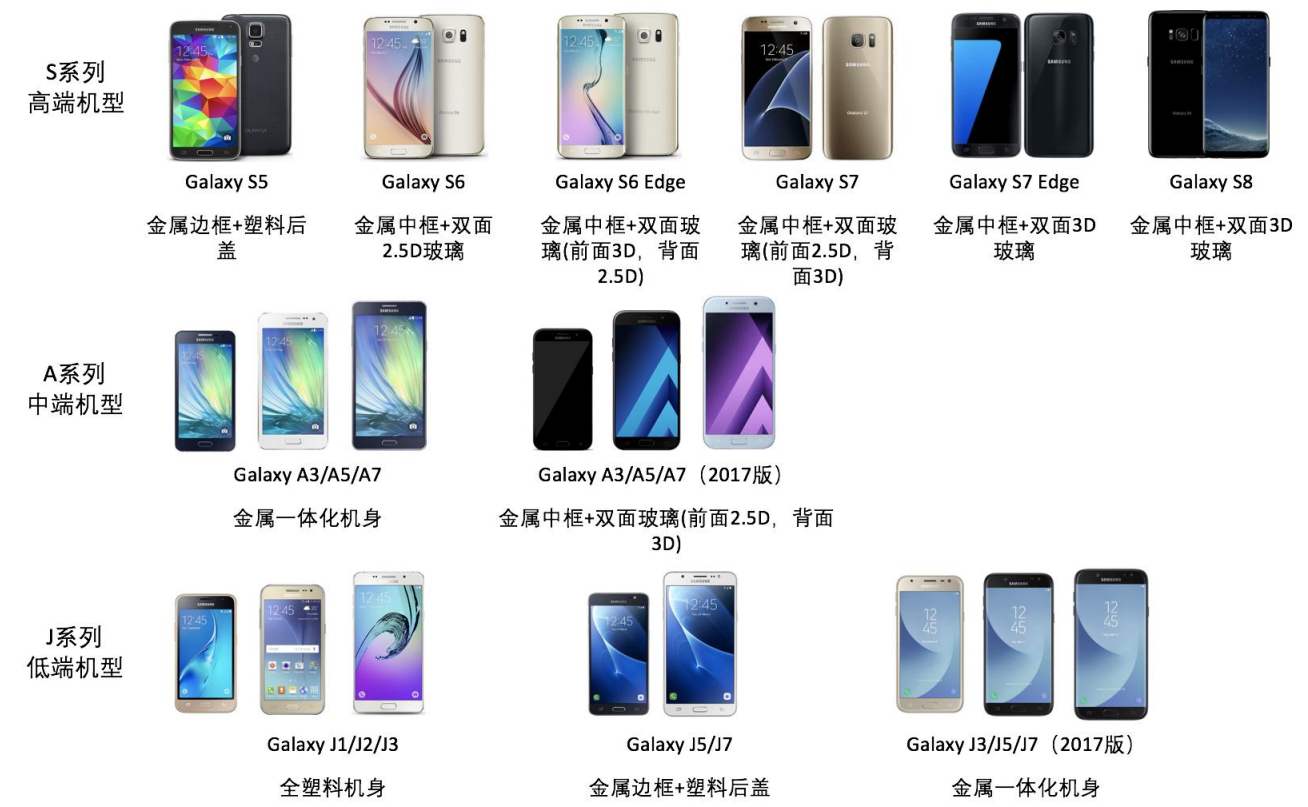 S系列
高端机型
Galaxy S5
Galaxy S6
Galaxy S6 Edge
Galaxy S7
Galaxy S7 Edge
Galaxy S8
金属边框+塑料后
盖
金属中框+双面
2.5D玻璃
金属中框+双面玻
璃(前面3D，背面
2.5D)
金属中框+双面玻
璃(前面2.5D，背
面3D)
金属中框+双面3D
玻璃
金属中框+双面3D
玻璃
A系列
中端机型
Galaxy A3/A5/A7
Galaxy A3/A5/A7（2017版）
金属一体化机身
金属中框+双面玻璃(前面2.5D，背面
3D)
J系列
低端机型
Galaxy J1/J2/J3
Galaxy J5/J7
Galaxy J3/J5/J7（2017版）
全塑料机身
金属边框+塑料后盖
金属一体化机身